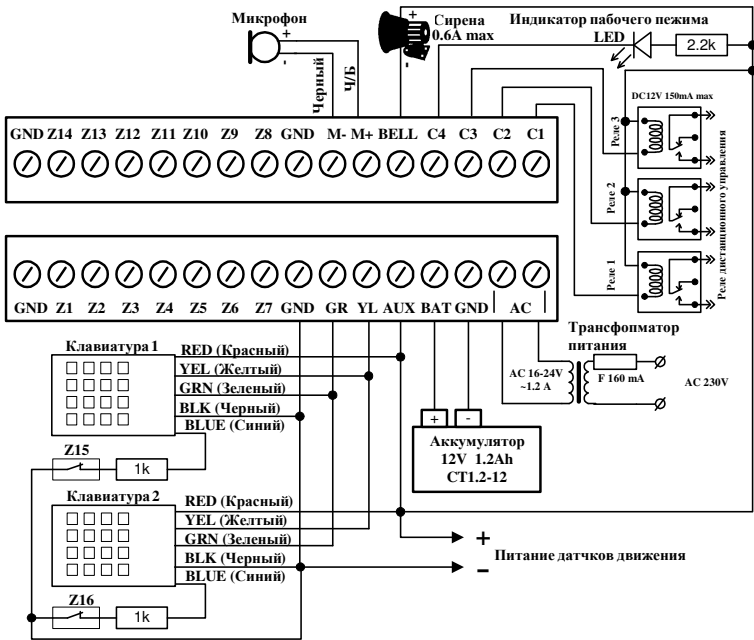 Микрофон
+
-
Черный
Ч/Б
+
-
Сирена
0.6A max
Индикатор пабочего пежима
LED
2.2k
DC12V 150mA max
Реле 3
Реле 2
Реле 1
Реле дистанционного управления
GND Z14 Z13 Z12 Z11 Z10 Z9 Z8 GND M- M+ BELL C4 C3 C2 C1
GND Z1 Z2 Z3 Z4 Z5 Z6 Z7 GND GR YL AUX BAT GND AC
Клавиатура 1
RED (Красный)
YEL (Желтый)
GRN (Зеленый)
BLK (Черный)
BLUE (Синий)
Z15
1k
Трансфопматор
питания
AC 16-24V
~1.2 A
F 160 mA
AC 230V
+ -
Аккумулятор
12V 1.2Ah
CT1.2-12
Клавиатура 2
RED (Красный)
YEL (Желтый)
GRN (Зеленый)
BLK (Черный)
BLUE (Синий)
Z16
1k
+
Питание датчков движения
-